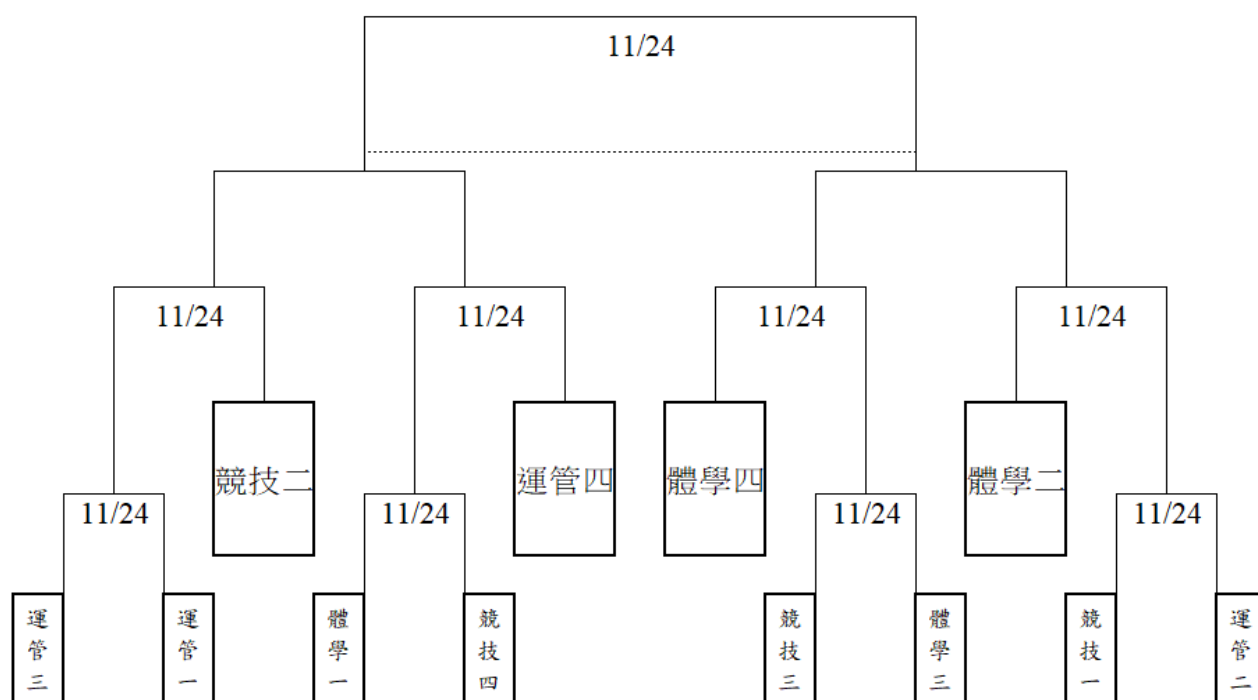 11/24
11/24
11/24
11/24
11/24
競技二
運管四
體學四
體學二
11/24
11/24
11/24
11/24
運管三
運管一
體學一
競技四
競技三
體學三
競技一
運管二